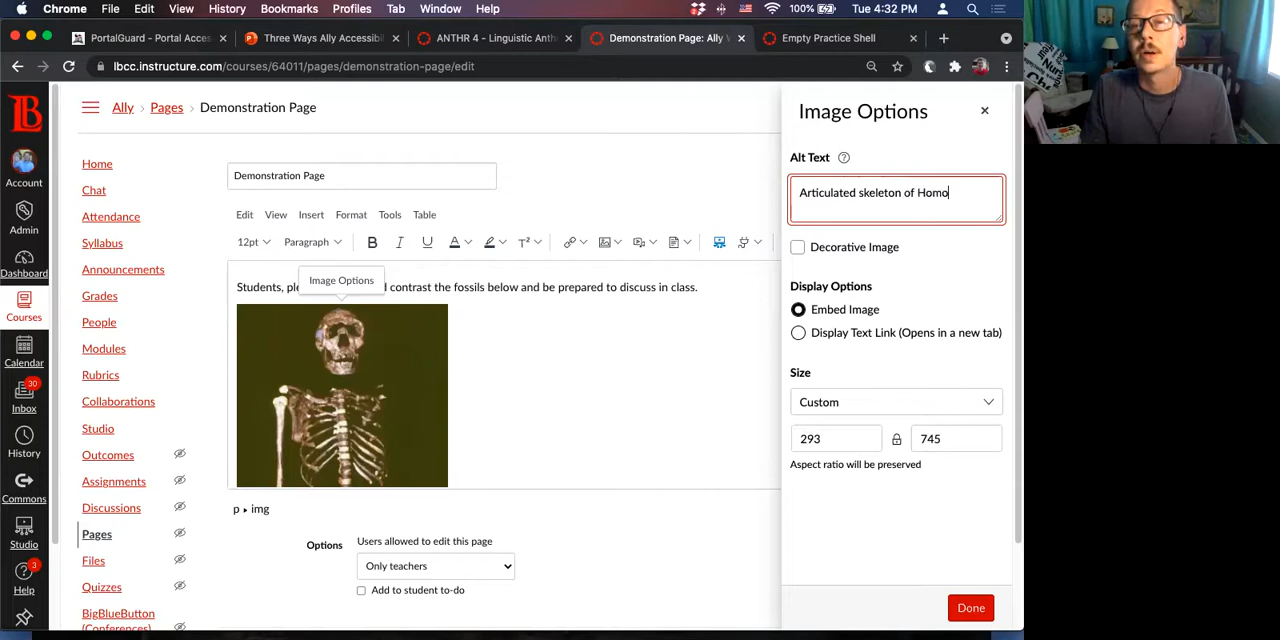 Chrome File Edit View History Bookmarks Profiles Tab Window Help 100% Tue 4:32 PM
PortalGuard - Portal Acces Three Ways Ally Accessibi ANTHR 4 - Linguistic Anth Demonstration Page: Ally Empty Practice Shell
lbcc.instructure.com/courses/64011/pages/demonstration-page/edit
Account
Admin
Dashboard
Courses
Calendar
30
Inbox
History
Commons
Studio
3
Help
Ally Pages Demonstration Page
Home
Chat
Attendance
Syllabus
Announcements
Grades
People
Modules
Rubrics
Collaborations
Studio
Outcomes
Assignments
Discussions
Pages
Files
Quizzes
BigBlueButton
(Conferences)
Demonstration Page
Edit View Insert Format Tools Table
12pt Paragraph B I U A T²
Image Options
Students, ple contrast the fossils below and be prepared to discuss in class.
p img
Options
Users allowed to edit this page
Only teachers
Add to student to-do
Image Options
Alt Text
Articulated skeleton of Homo
Decorative Image
Display Options
Embed Image
Display Text Link (Opens in a new tab)
Size
Custom
293 745
Aspect ratio will be preserved
Done